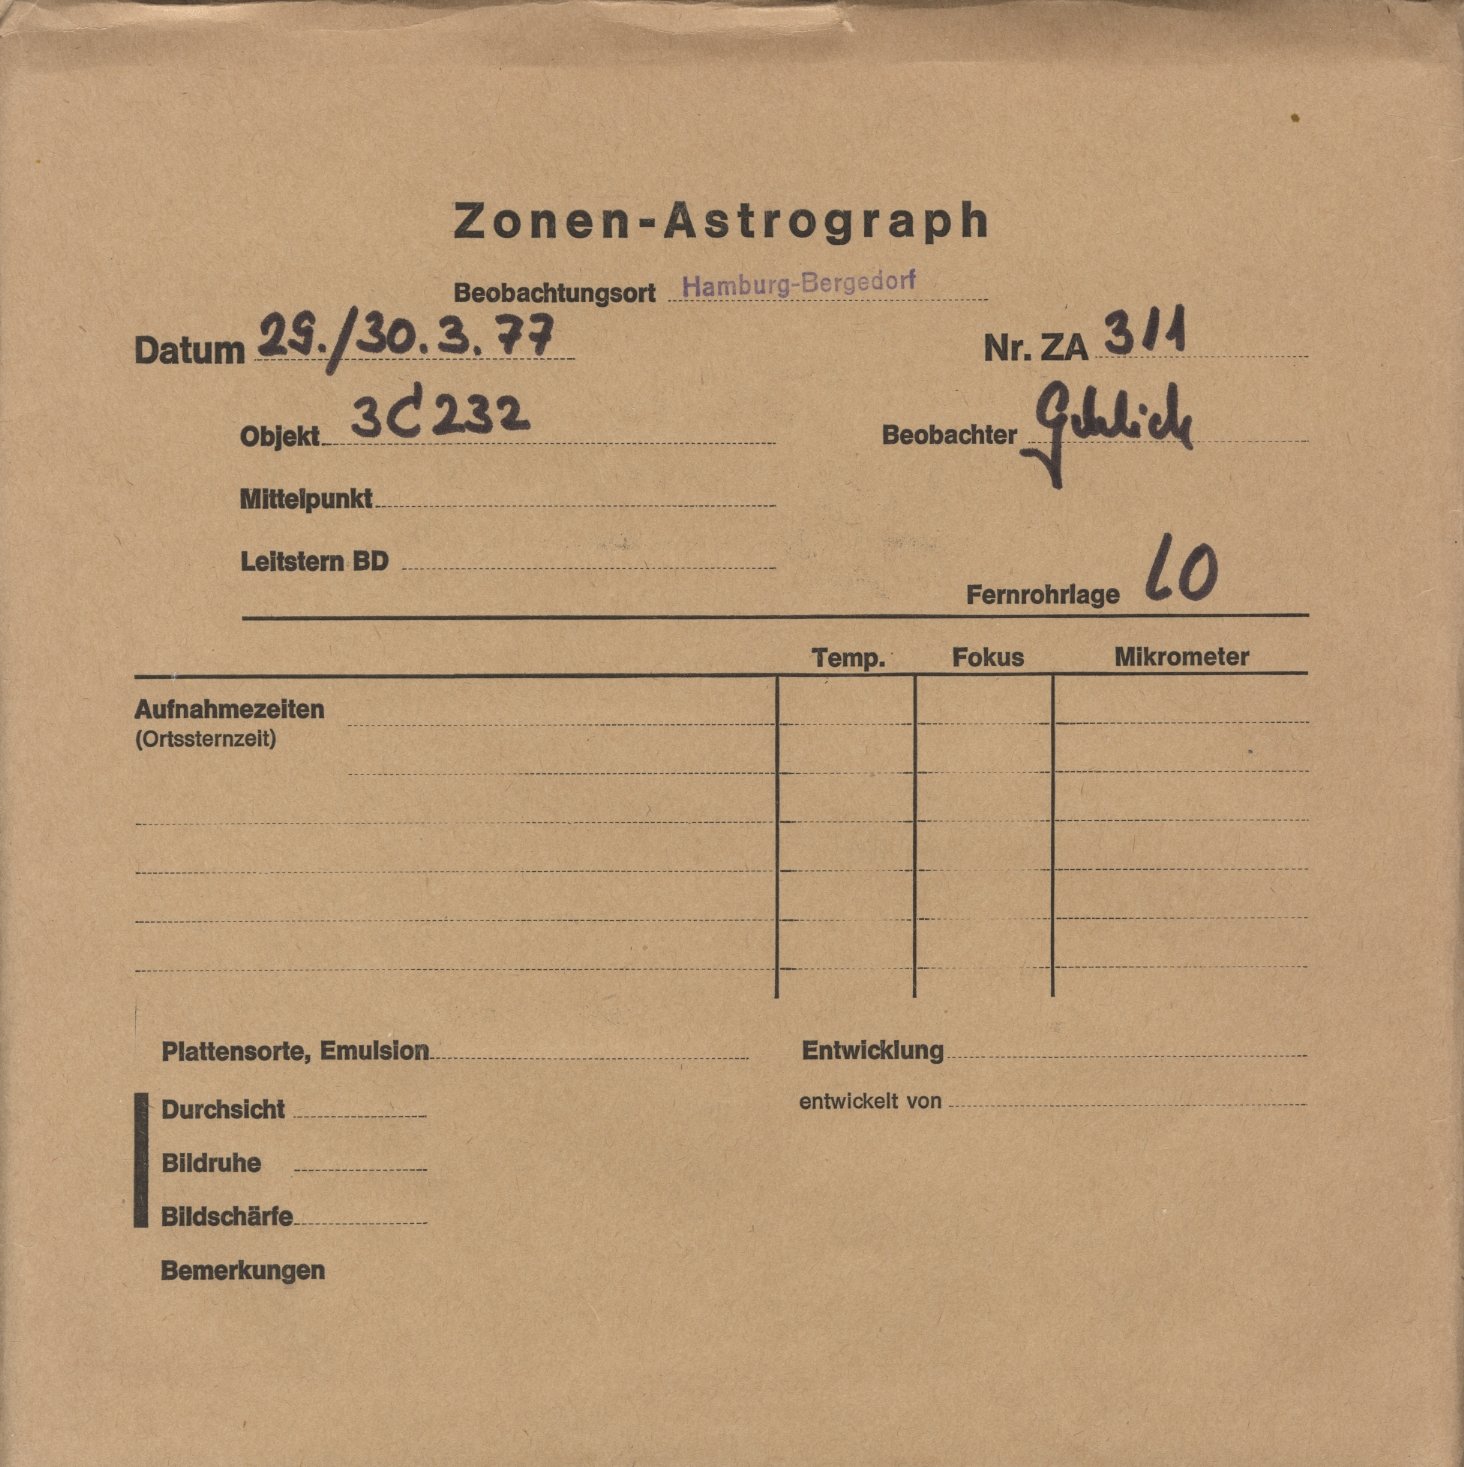 Zonen-Astrograph
Beobachtungsort Hamburg-Bergedorf
Datum 29./30.3.77 Nr. ZA 311
Objekt 3C232 Beobachter
Mittelpunkt
Leitstern BD
Fernrohrlage LO
Temp. Fokus Mikrometer
Aufnahmezeiten
(Ortssternzeit)
Plattensorte, Emulsion Entwicklung
Durchsicht entwickelt von
Bildruhe
Bildschärfe
Bemerkungen